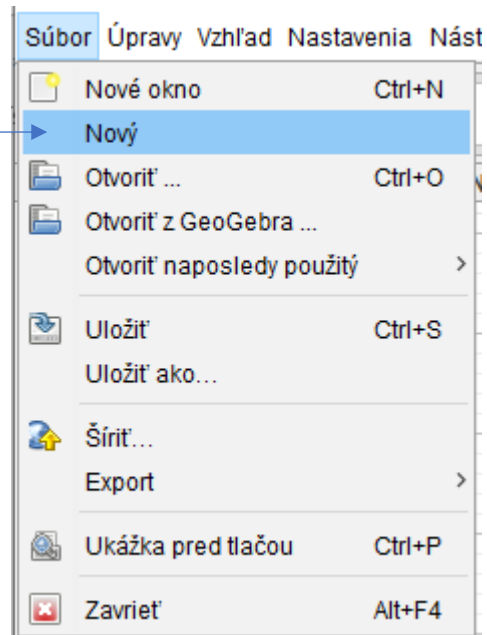 Súbor Úpravy Vzhľad Nastavenia Nást
Nové okno Ctrl+N
Nový
Otvoriť ... Ctrl+O
Otvoriť z GeoGebra ...
Otvoriť naposledy použitý
Uložiť Ctrl+S
Uložiť ako...
Šíriť...
Export
Ukážka pred tlačou Ctrl+P
Zavrieť Alt+F4